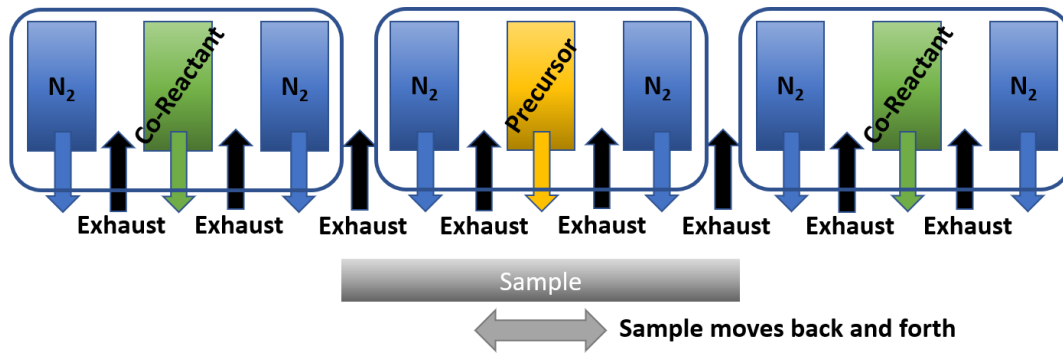 N₂
Co-Reactant
N₂
N₂
Precursor
N₂
N₂
Co-Reactant
N₂
Exhaust
Exhaust
Exhaust
Exhaust
Exhaust
Exhaust
Exhaust
Exhaust
Sample
Sample moves back and forth